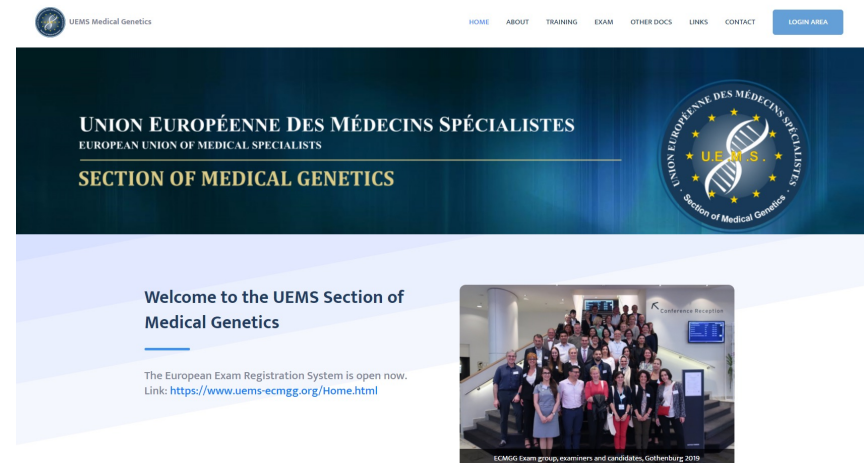 UEMS Medical Genetics
HOME ABOUT TRAINING EXAM OTHER DOCS LINKS CONTACT LOGIN AREA
UNION EUROPÉENNE DES MÉDECINS SPÉCIALISTES
EUROPEAN UNION OF MEDICAL SPECIALISTS
SECTION OF MEDICAL GENETICS
UNION EUROPÉENNE DES MÉDECINS SPÉCIALISTES
U.E.M.S.
Section of Medical Genetics
Welcome to the UEMS Section of
Medical Genetics
The European Exam Registration System is open now.
Link: https://www.uems-ecmgg.org/Home.html
Conference Reception
ECMGG Exam group, examiners and candidates, Gothenburg 2019